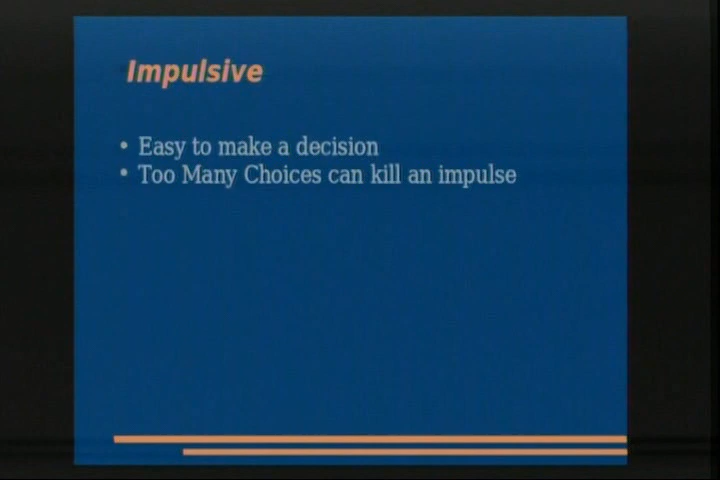 Impulsive
• Easy to make a decision
• Too Many Choices can kill an impulse